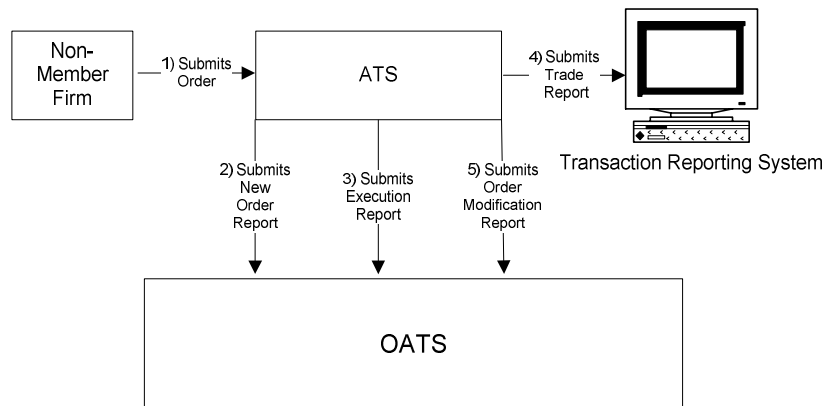 Non-
Member
Firm
1) Submits
Order
ATS
4) Submits
Trade
Report
Transaction Reporting System
2) Submits
New
Order
Report
3) Submits
Execution
Report
5) Submits
Order
Modification
Report
OATS